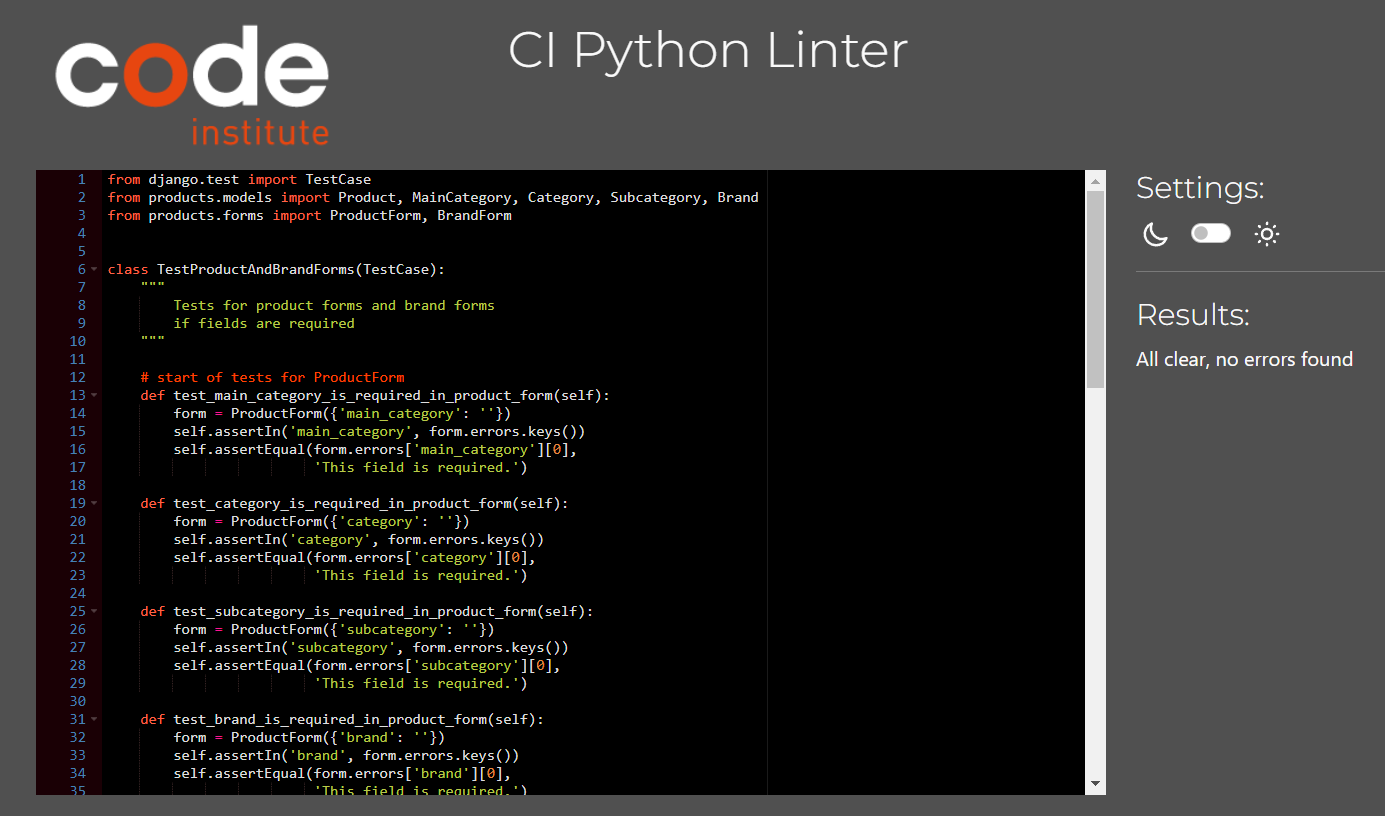 code
institute
CI Python Linter
1 from django.test import TestCase
2 from products.models import Product, MainCategory, Category, Subcategory, Brand
3 from products.forms import ProductForm, BrandForm
4
5
6 class TestProductAndBrandForms(TestCase):
7     """
8         Tests for product forms and brand forms
9         if fields are required
10     """
11
12     # start of tests for ProductForm
13     def test_main_category_is_required_in_product_form(self):
14         form = ProductForm({'main_category': ''})
15         self.assertIn('main_category', form.errors.keys())
16         self.assertEqual(form.errors['main_category'][0],
17                          'This field is required.')
18
19     def test_category_is_required_in_product_form(self):
20         form = ProductForm({'category': ''})
21         self.assertIn('category', form.errors.keys())
22         self.assertEqual(form.errors['category'][0],
23                          'This field is required.')
24
25     def test_subcategory_is_required_in_product_form(self):
26         form = ProductForm({'subcategory': ''})
27         self.assertIn('subcategory', form.errors.keys())
28         self.assertEqual(form.errors['subcategory'][0],
29                          'This field is required.')
30
31     def test_brand_is_required_in_product_form(self):
32         form = ProductForm({'brand': ''})
33         self.assertIn('brand', form.errors.keys())
34         self.assertEqual(form.errors['brand'][0],
35                          'This field is required.')
Settings:
Results:
All clear, no errors found